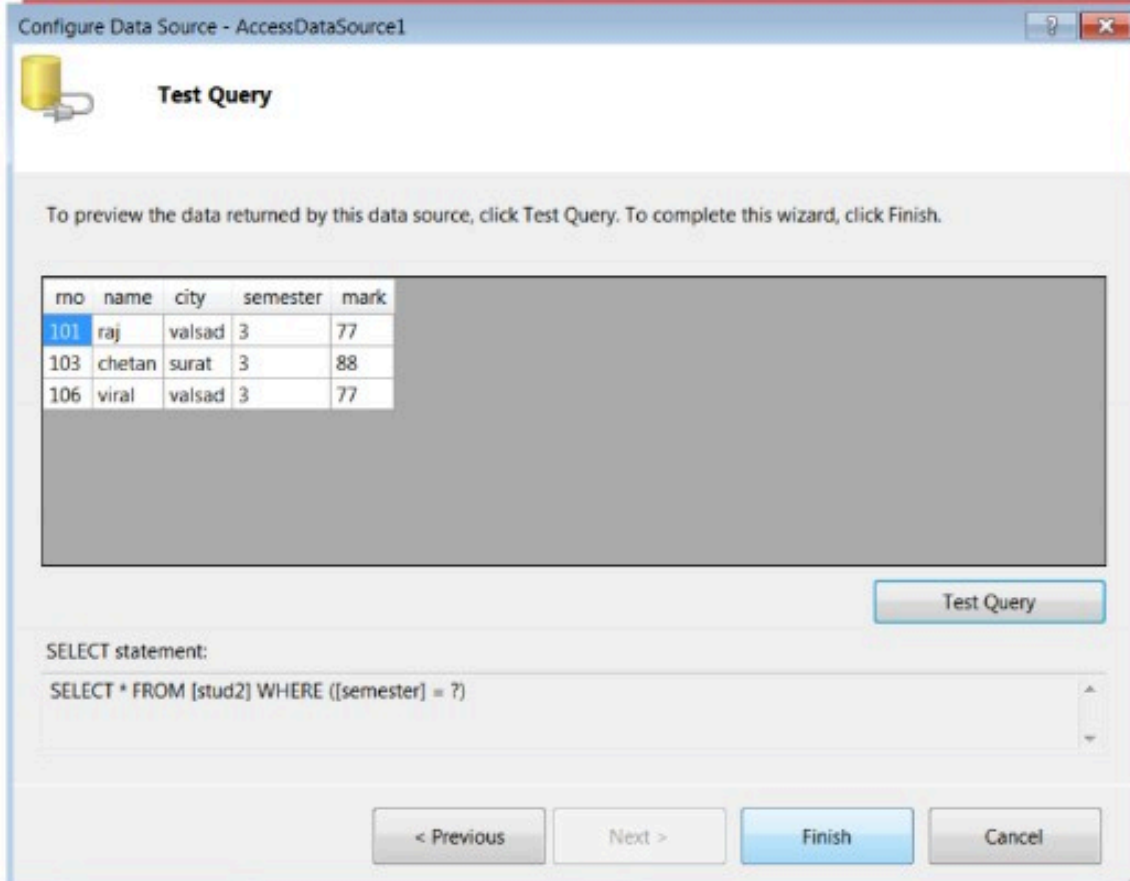 Configure Data Source - AccessDataSource1
Test Query
To preview the data returned by this data source, click Test Query. To complete this wizard, click Finish.
rno name city semester mark
101 raj valsad 3 77
103 chetan surat 3 88
106 viral valsad 3 77
Test Query
SELECT statement:
SELECT * FROM [stud2] WHERE ([semester] = ?)
< Previous Next > Finish Cancel